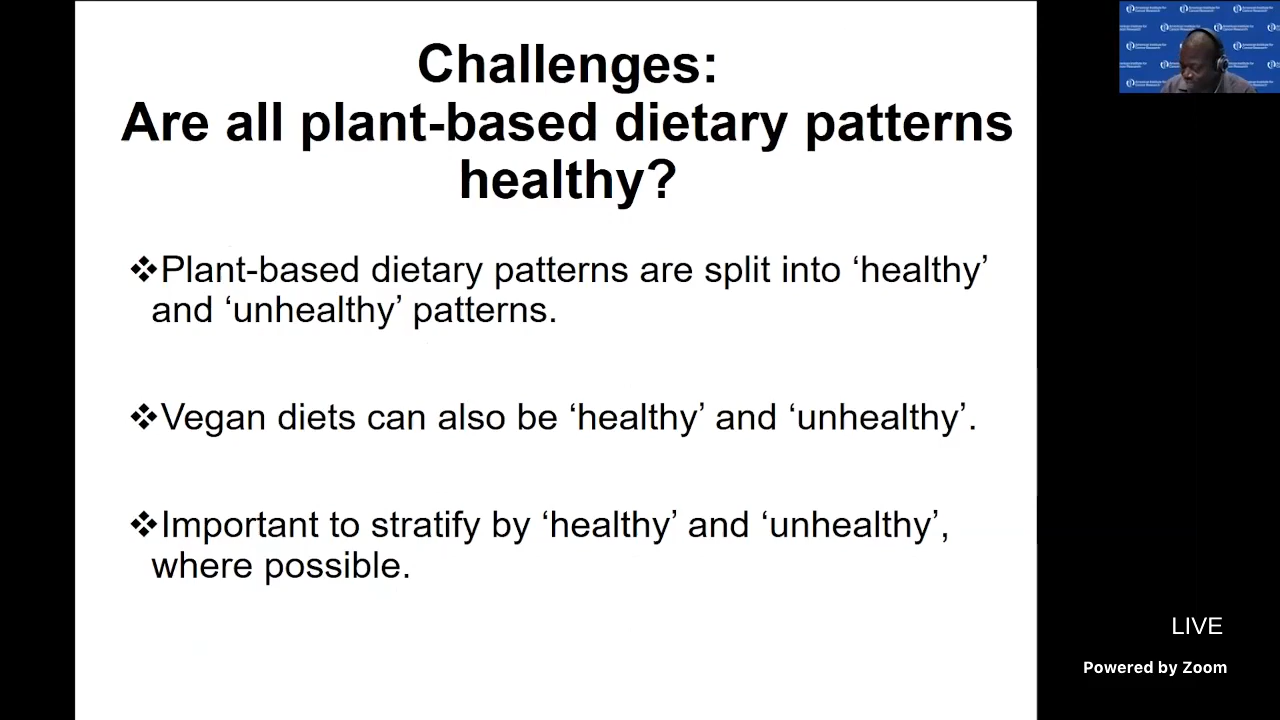 Challenges:
Are all plant-based dietary patterns
healthy?
❖Plant-based dietary patterns are split into ‘healthy’
and ‘unhealthy’ patterns.
❖Vegan diets can also be ‘healthy’ and ‘unhealthy’.
❖Important to stratify by ‘healthy’ and ‘unhealthy’,
where possible.
LIVE
Powered by Zoom